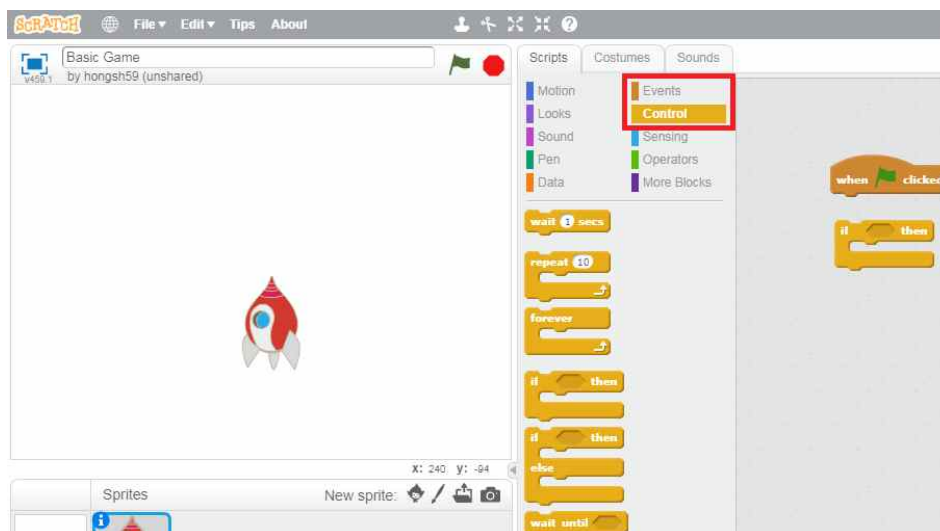 SCRATCH File Edit Tips About
Basic Game
by hongsh59 (unshared)
v459.1
Scripts Costumes Sounds
Motion Events
Looks Control
Sound Sensing
Pen Operators
Data More Blocks
when clicked
if then
wait 1 secs
repeat 10
forever
if then
if then
else
wait until
x: 240 y: -94
Sprites New sprite: